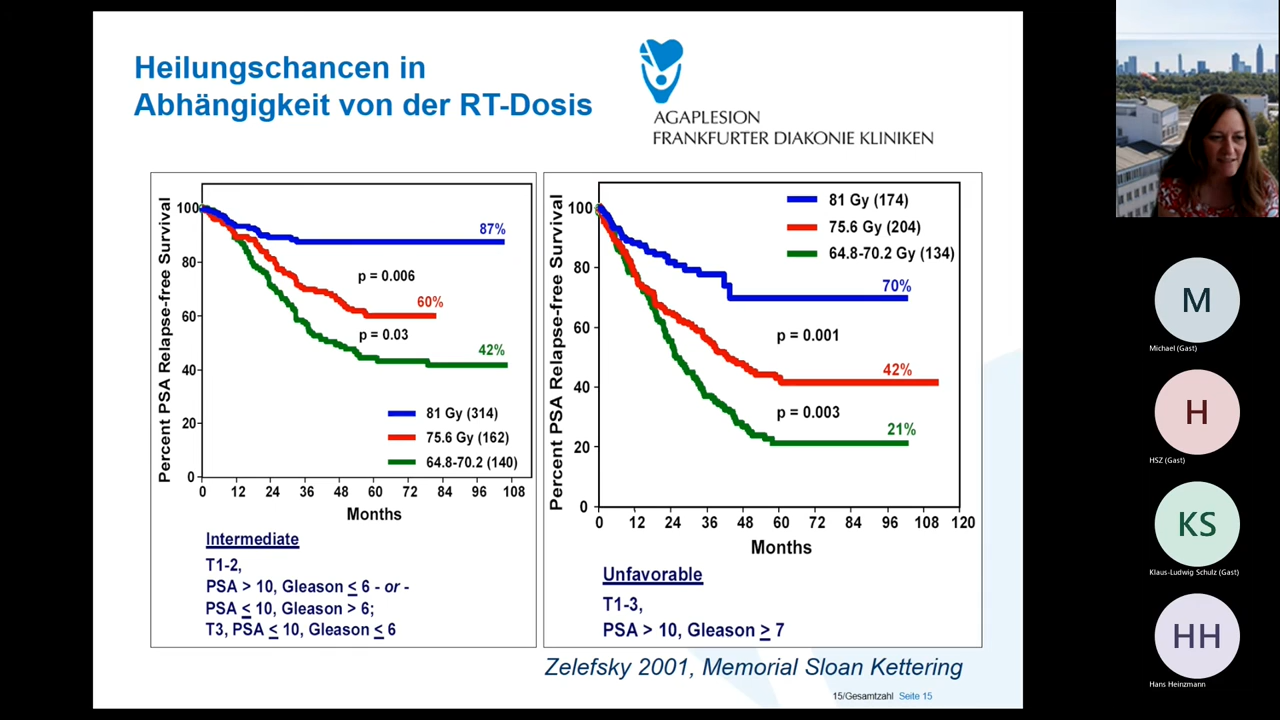 Heilungschancen in
Abhängigkeit von der RT-Dosis
AGAPLESION
FRANKFURTER DIAKONIE KLINIKEN
Percent PSA Relapse-free Survival
100
80
60
40
20
0
0 12 24 36 48 60 72 84 96 108
Months
87%
p = 0.006
60%
p = 0.03
42%
81 Gy (314)
75.6 Gy (162)
64.8-70.2 (140)
Intermediate
T1-2,
PSA > 10, Gleason ≤ 6 - or -
PSA ≤ 10, Gleason > 6;
T3, PSA ≤ 10, Gleason ≤ 6
Percent PSA Relapse-free Survival
100
80
60
40
20
0
0 12 24 36 48 60 72 84 96 108 120
Months
81 Gy (174)
75.6 Gy (204)
64.8-70.2 Gy (134)
70%
p = 0.001
42%
p = 0.003
21%
Unfavorable
T1-3,
PSA > 10, Gleason ≥ 7
Zelefsky 2001, Memorial Sloan Kettering
15/Gesamtzahl Seite 15
M
Michael (Gast)
H
HSZ (Gast)
KS
Klaus-Ludwig Schulz (Gast)
HH
Hans Heinzmann